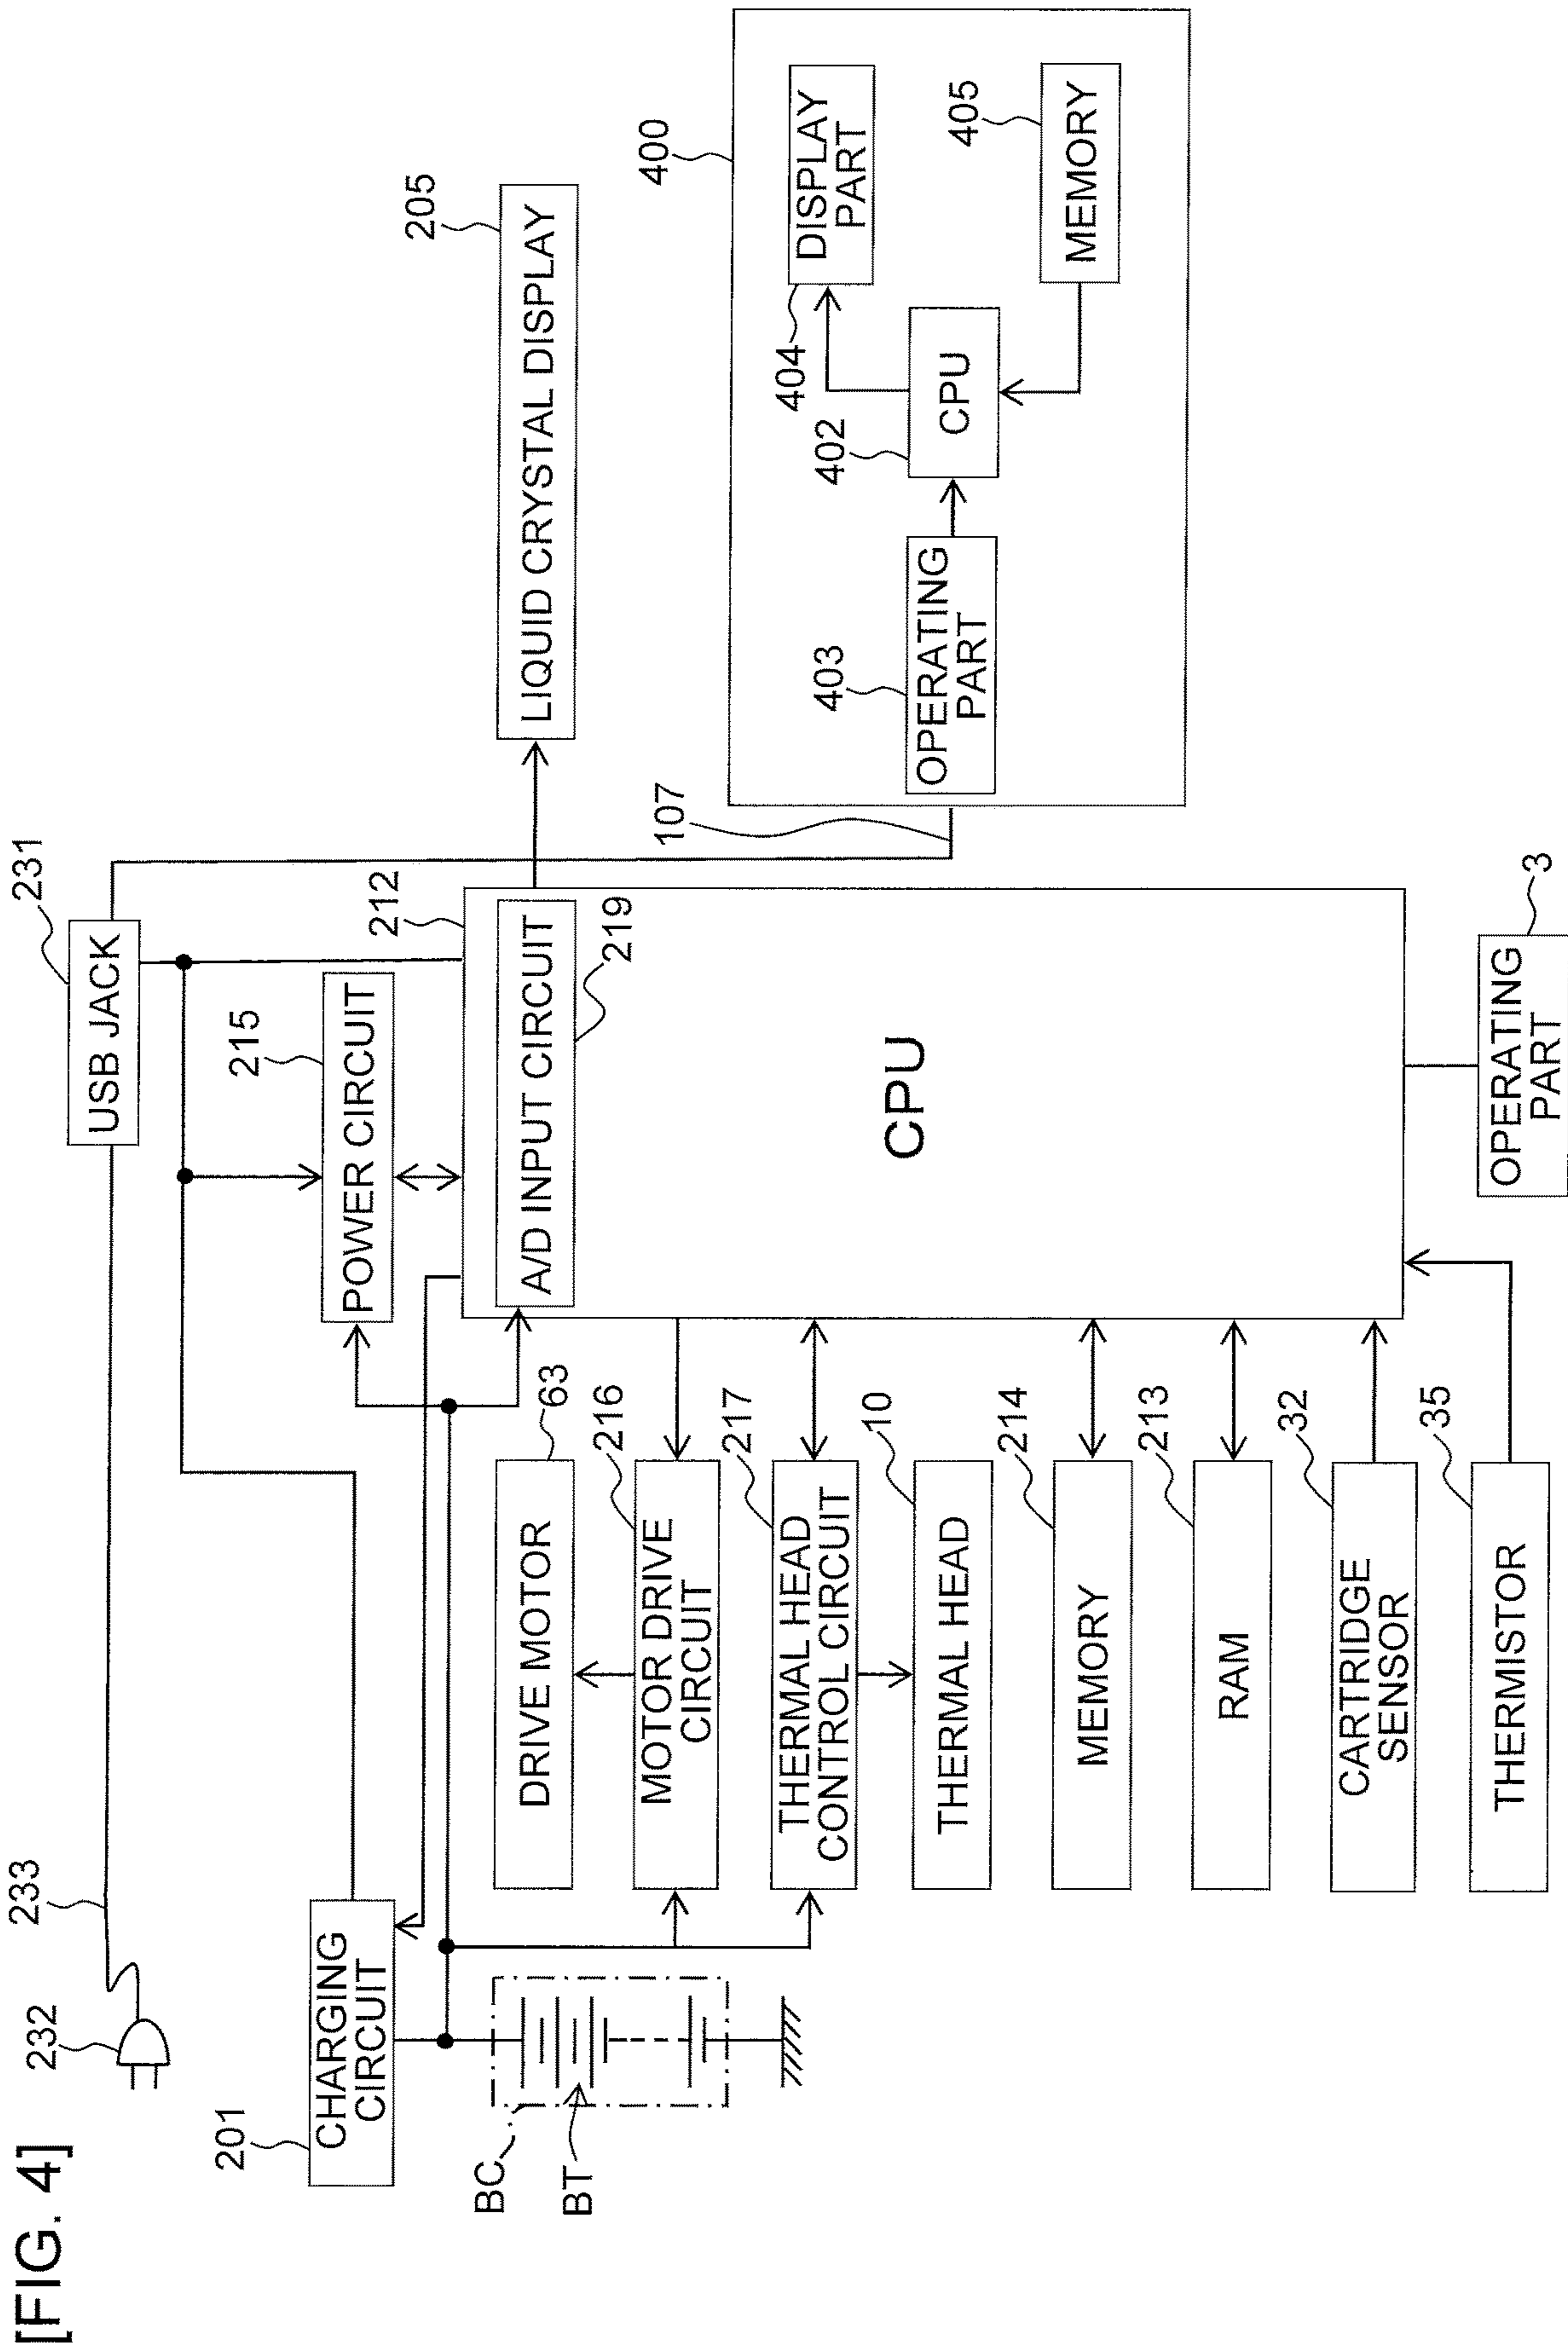 [FIG. 4]
232
233
231
USB JACK
201
CHARGING
CIRCUIT
215
POWER CIRCUIT
212
A/D INPUT CIRCUIT
219
CPU
205
LIQUID CRYSTAL DISPLAY
BC
BT
63
DRIVE MOTOR
216
MOTOR DRIVE
CIRCUIT
217
THERMAL HEAD
CONTROL CIRCUIT
10
THERMAL HEAD
214
MEMORY
213
RAM
32
CARTRIDGE
SENSOR
35
THERMISTOR
3
OPERATING
PART
107
400
403
OPERATING
PART
402
CPU
404
DISPLAY
PART
405
MEMORY